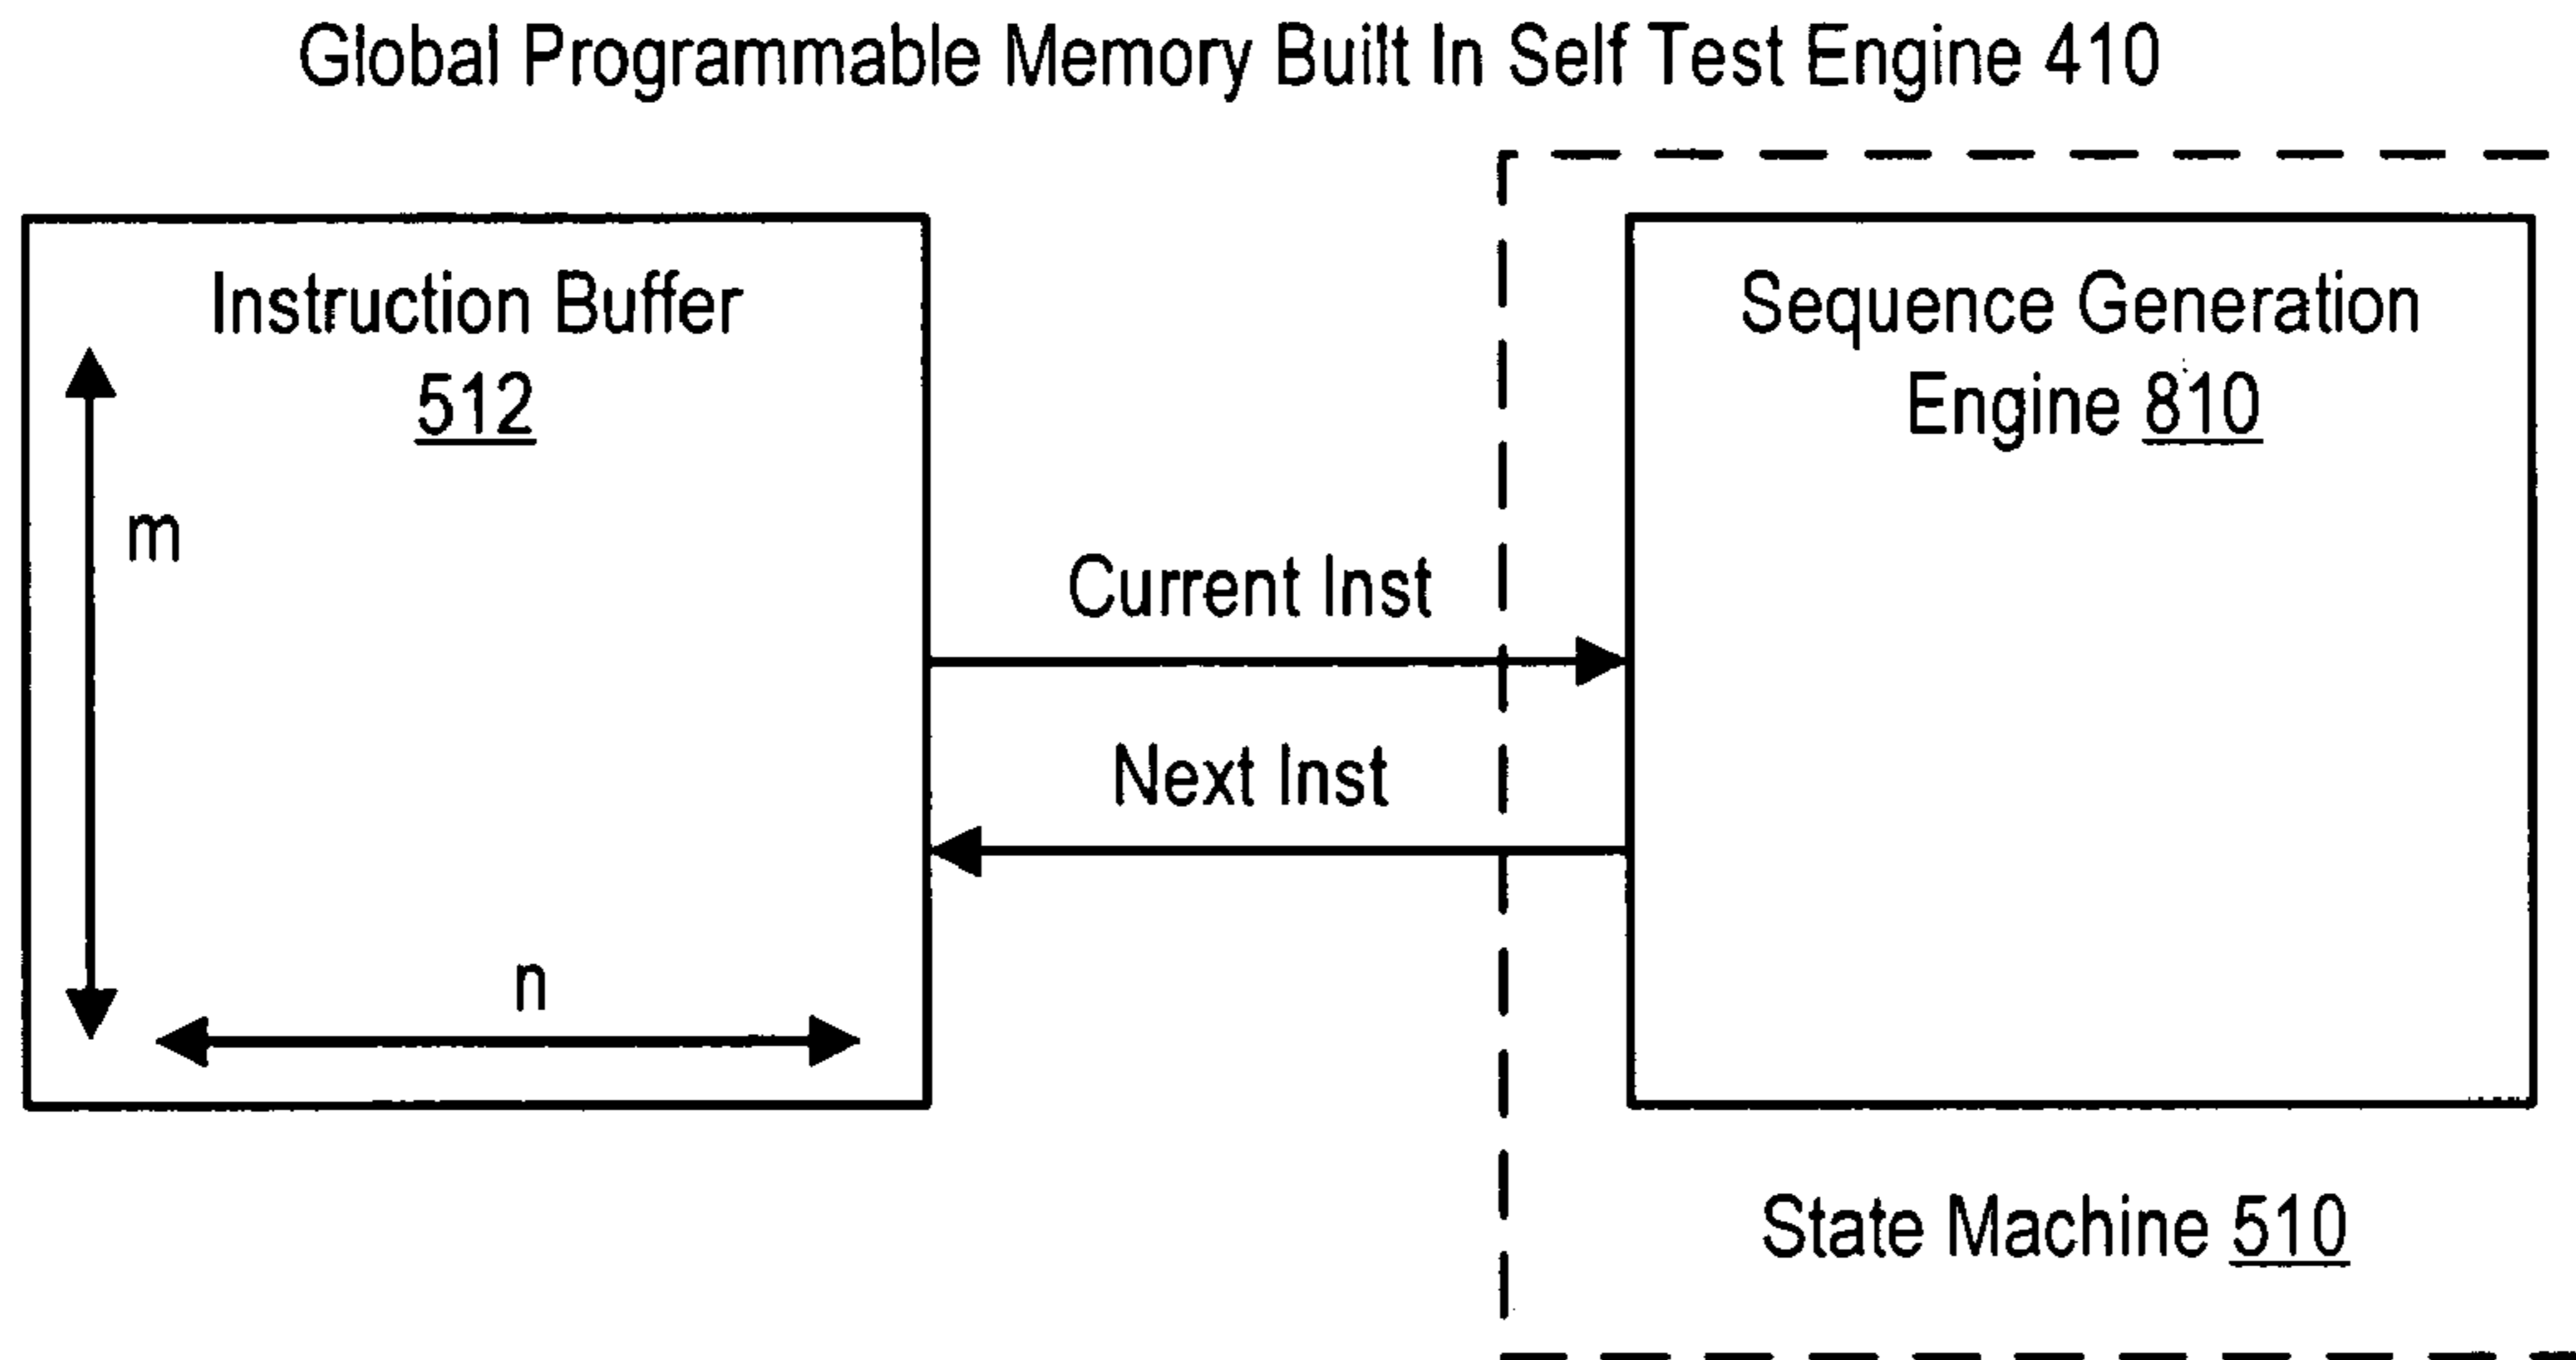 Global Programmable Memory Built In Self Test Engine 410
Instruction Buffer
512
m
n
Current Inst
Next Inst
Sequence Generation
Engine 810
State Machine 510